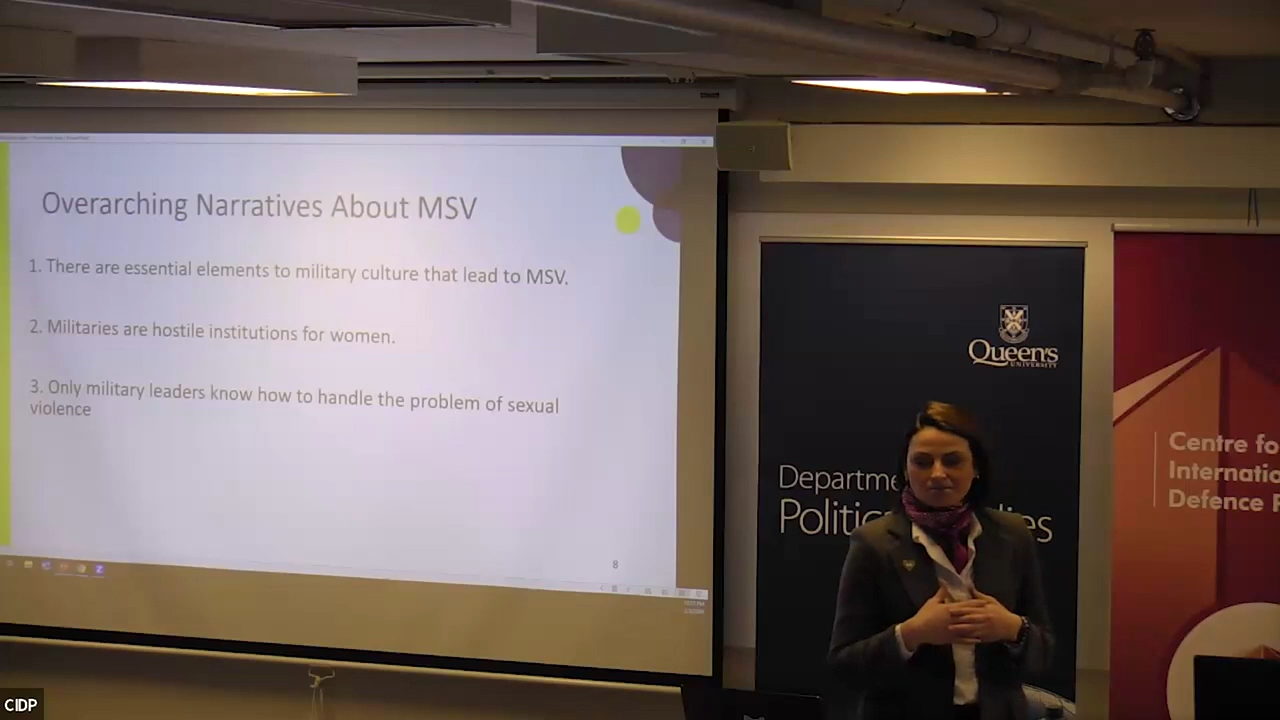 Overarching Narratives About MSV
1. There are essential elements to military culture that lead to MSV.
2. Militaries are hostile institutions for women.
3. Only military leaders know how to handle the problem of sexual
violence
8
Queen's
UNIVERSITY
Departme
Politic
ies
Centre fo
Internatio
Defence P
CIDP